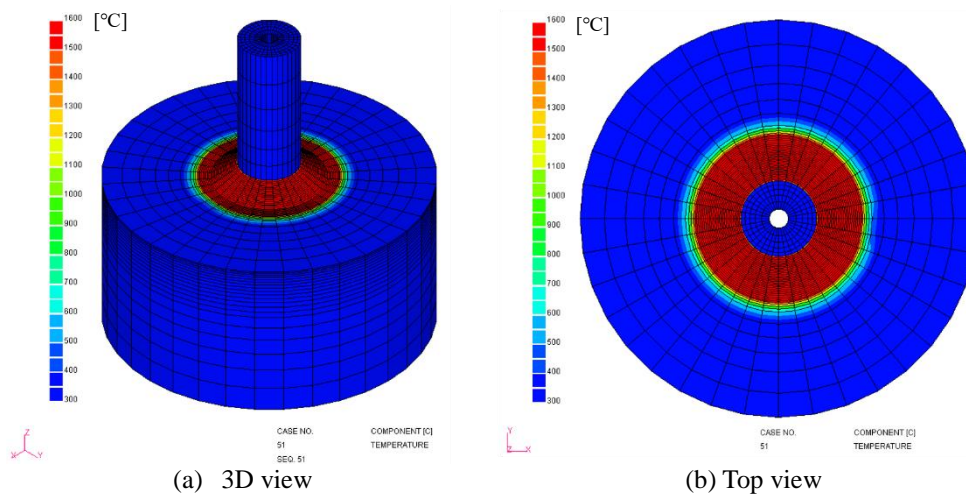 1600
[℃]
1500
1400
1300
1200
1100
1000
900
800
700
600
500
400
300
Z
X
Y
CASE NO.
COMPONENT [C]
51
TEMPERATURE
SEQ. 51
(a) 3D view
1600
[℃]
1500
1400
1300
1200
1100
1000
900
800
700
600
500
400
300
Y
Z
X
CASE NO.
COMPONENT [C]
51
TEMPERATURE
(b) Top view